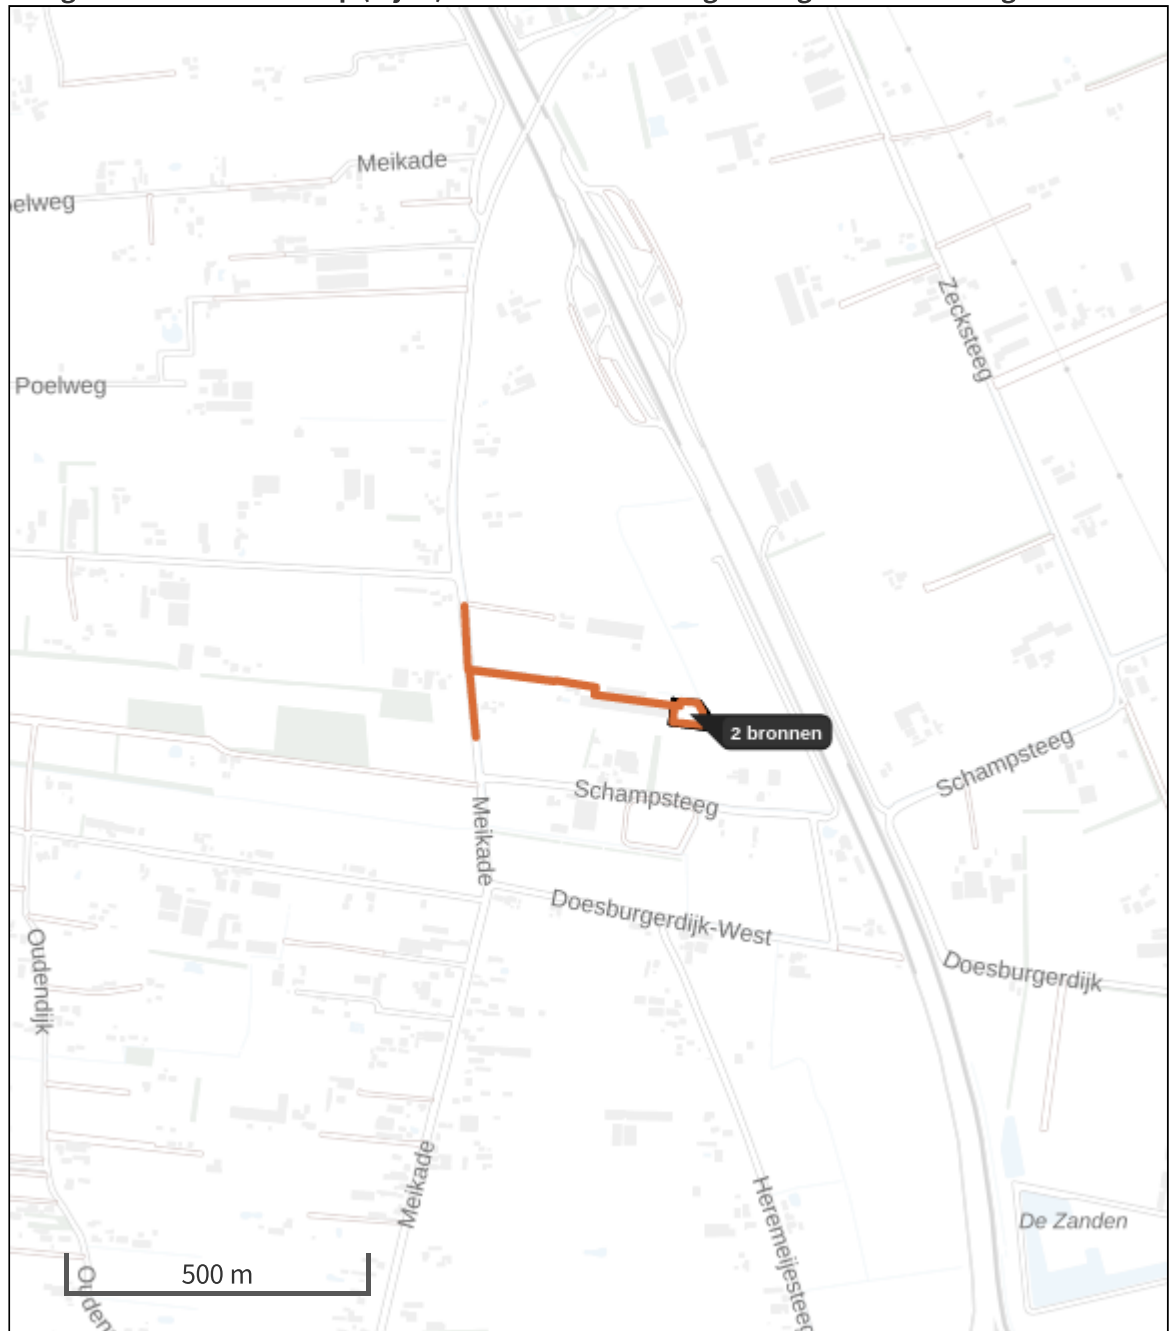 Meikade
elweg
Zecksteeg
Poelweg
2 bronnen
Schampsteeg
Schampsteeg
Meikade
Doesburgerdijk-West
Oudendijk
Doesburgerdijk
Meikade
Heremeijesteeg
De Zanden
500 m